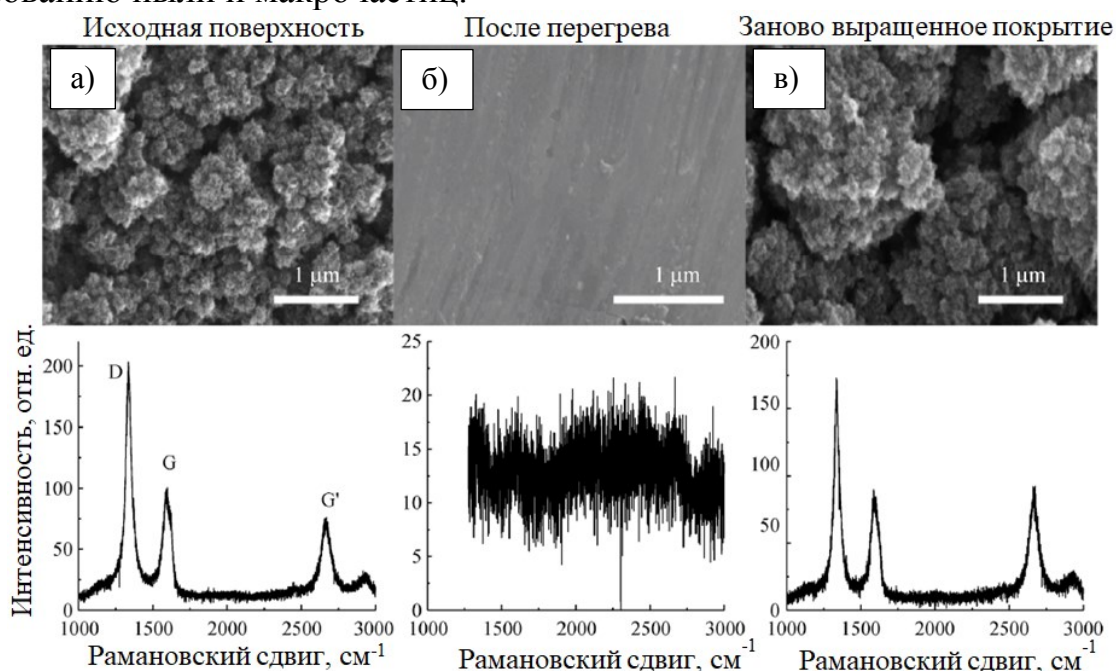 Исходная поверхность После перегрева Заново выращенное покрытие
а) б) в)
1 μm 1 μm 1 μm
Интенсивность, отн. ед.
200
150
100
50
0
D
G
G'
1000 1500 2000 2500 3000
Рамановский сдвиг, см-1
25
20
15
10
5
0
1000 1500 2000 2500 3000
Рамановский сдвиг, см-1
200
150
100
50
0
1000 1500 2000 2500 3000
Рамановский сдвиг, см-1